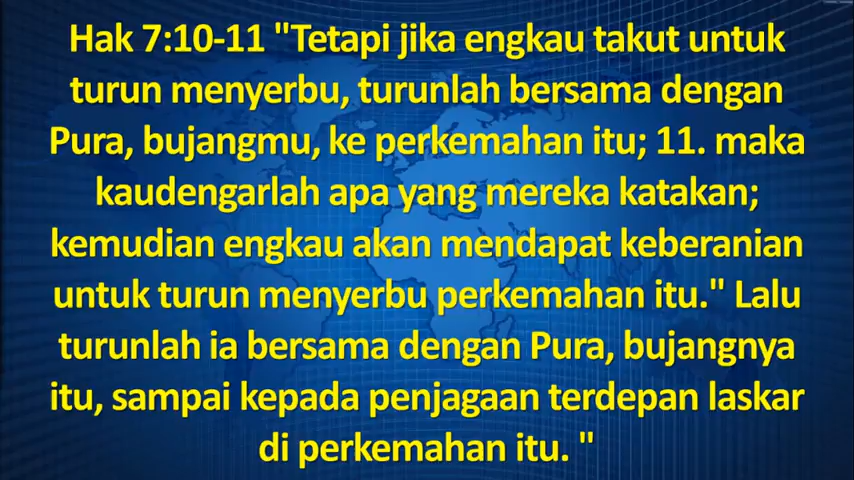 Hak 7:10-11 "Tetapi jika engkau takut untuk
turun menyerbu, turunlah bersama dengan
Pura, bujangmu, ke perkemahan itu; 11. maka
kaudengarlah apa yang mereka katakan;
kemudian engkau akan mendapat keberanian
untuk turun menyerbu perkemahan itu." Lalu
turunlah ia bersama dengan Pura, bujangnya
itu, sampai kepada penjagaan terdepan laskar
di perkemahan itu. "